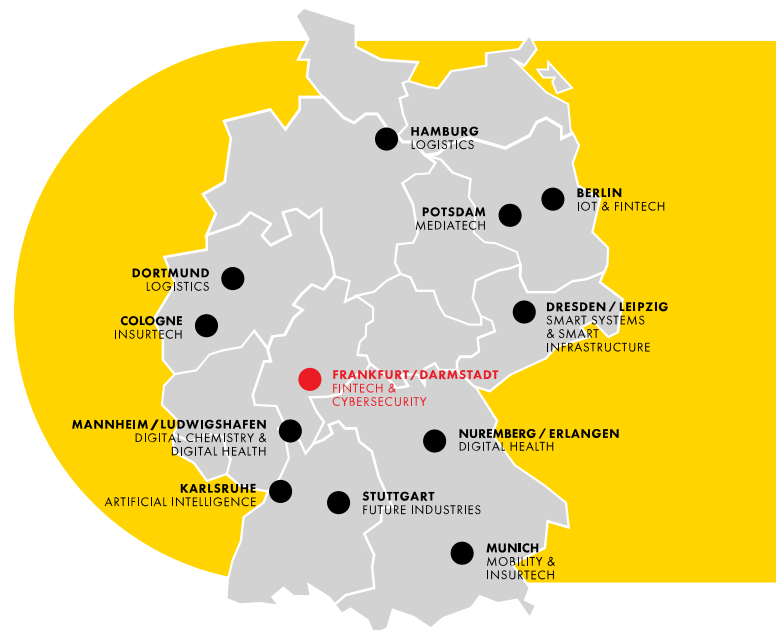 HAMBURG
LOGISTICS
BERLIN
IOT & FINTECH
POTSDAM
MEDIATECH
DORTMUND
LOGISTICS
DRESDEN / LEIPZIG
SMART SYSTEMS
& SMART
INFRASTRUCTURE
COLOGNE
INSURTECH
FRANKFURT/DARMSTADT
FINTECH &
CYBERSECURITY
MANNHEIM/LUDWIGSHAFEN
DIGITAL CHEMISTRY &
DIGITAL HEALTH
NUREMBERG / ERLANGEN
DIGITAL HEALTH
KARLSRUHE
ARTIFICIAL INTELLIGENCE
STUTTGART
FUTURE INDUSTRIES
MUNICH
MOBILITY &
INSURTECH